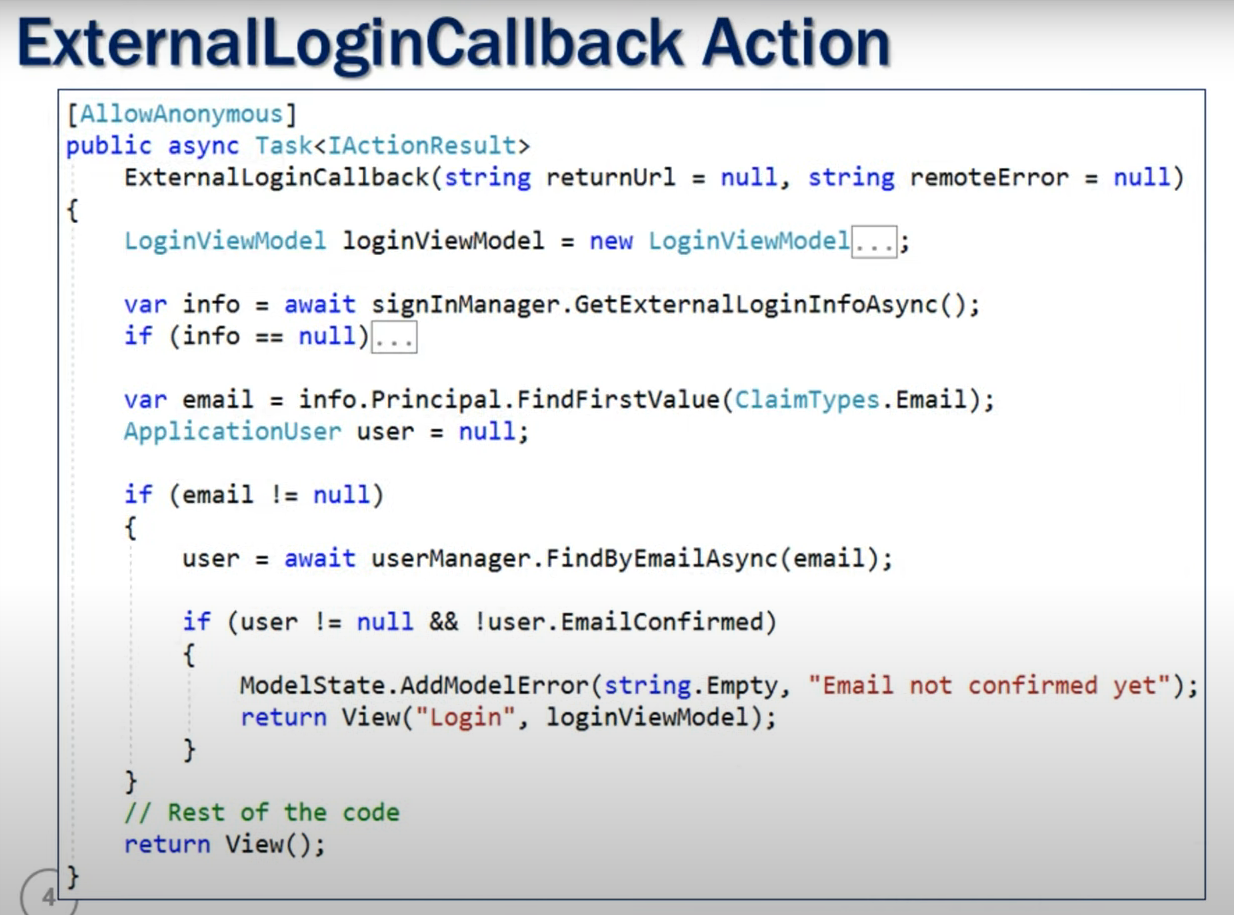 ExternalLoginCallback Action
[AllowAnonymous]
public async Task<IActionResult>
ExternalLoginCallback(string returnUrl = null, string remoteError = null)
{
LoginViewModel loginViewModel = new LoginViewModel...;
var info = await signInManager.GetExternalLoginInfoAsync();
if (info == null)...
var email = info.Principal.FindFirstValue(ClaimTypes.Email);
ApplicationUser user = null;
if (email != null)
{
user = await userManager.FindByEmailAsync(email);
if (user != null && !user.EmailConfirmed)
{
ModelState.AddModelError(string.Empty, "Email not confirmed yet");
return View("Login", loginViewModel);
}
}
// Rest of the code
return View();
}
4